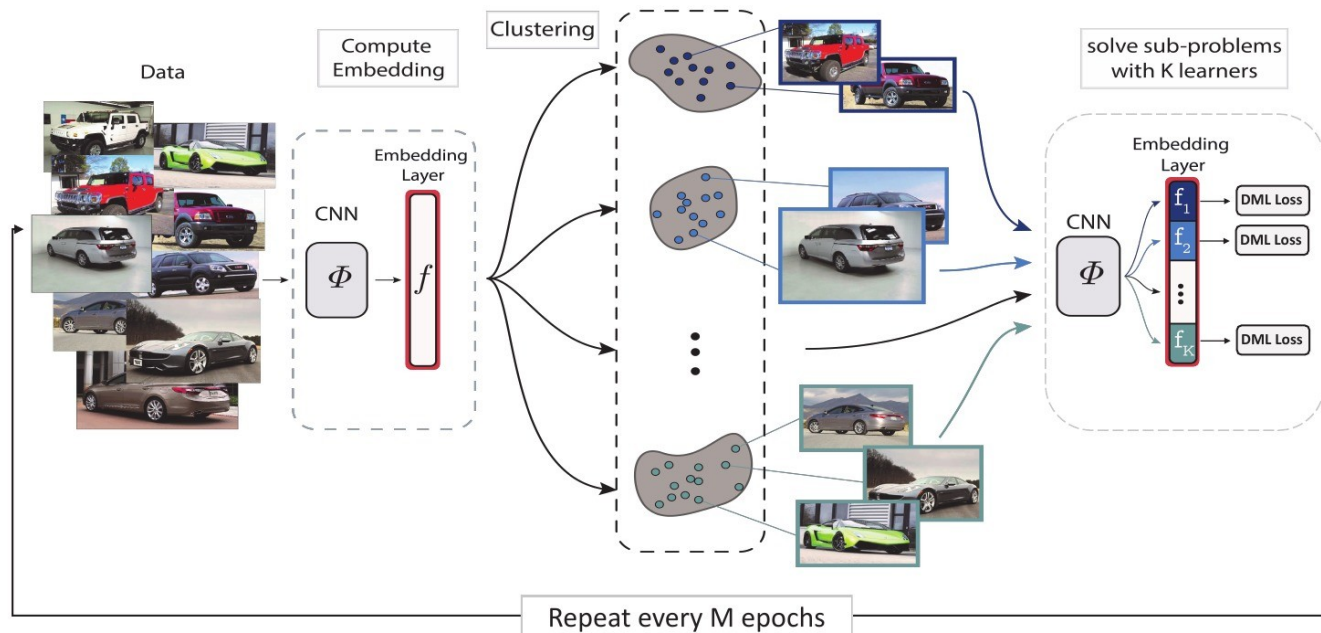 Data
Compute
Embedding
CNN
Φ
Embedding
Layer
f
Clustering
solve sub-problems
with K learners
CNN
Φ
Embedding
Layer
f1
f2
fK
DML Loss
DML Loss
DML Loss
Repeat every M epochs